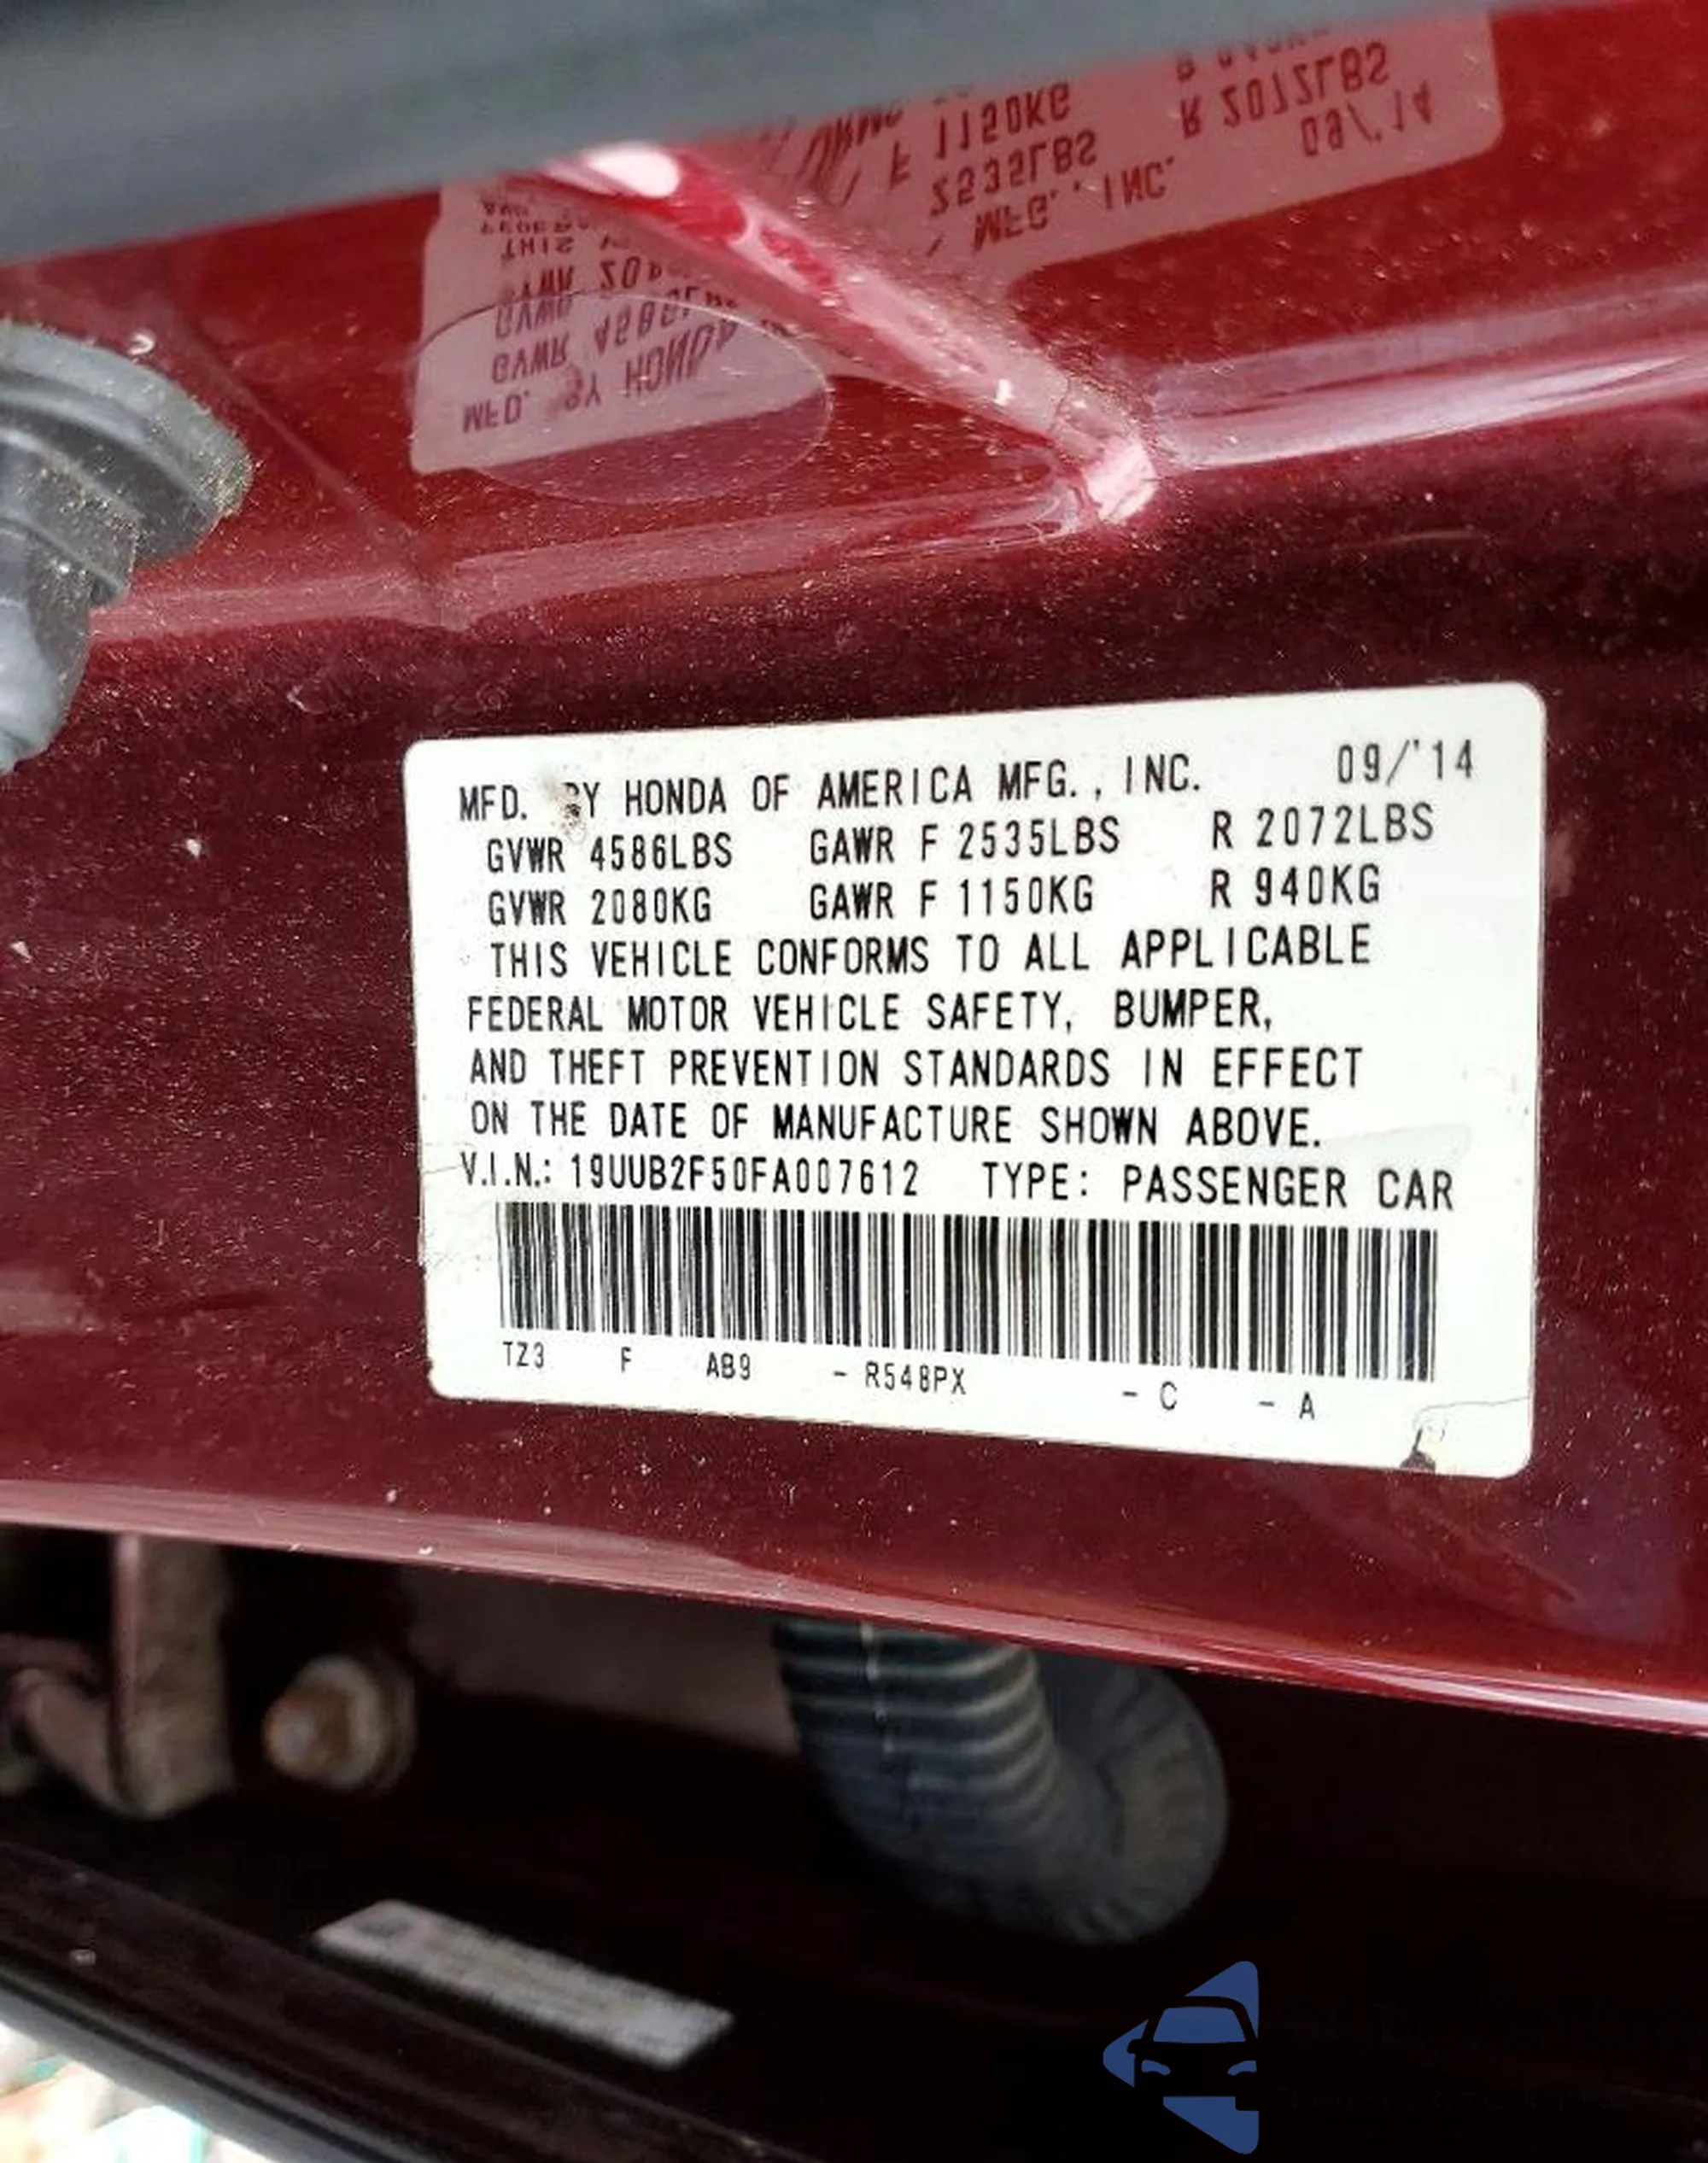 MFD. BY HONDA OF AMERICA MFG., INC. 09/'14
GVWR 4586LBS GAWR F 2535LBS R 2072LBS
GVWR 2080KG GAWR F 1150KG R 940KG
THIS VEHICLE CONFORMS TO ALL APPLICABLE
FEDERAL MOTOR VEHICLE SAFETY, BUMPER,
AND THEFT PREVENTION STANDARDS IN EFFECT
ON THE DATE OF MANUFACTURE SHOWN ABOVE.
V.I.N.: 19UUB2F50FA007612 TYPE: PASSENGER CAR
TZ3 F AB9 - R548PX - C - A